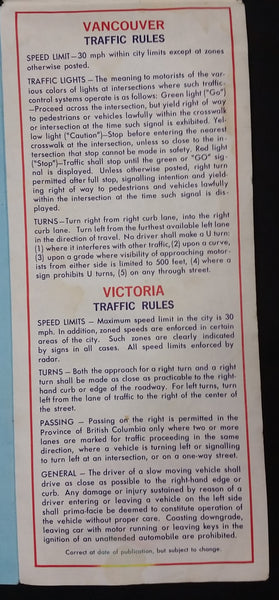 VANCOUVER
TRAFFIC RULES
SPEED LIMIT—30 mph within city limits except at zones
otherwise posted.
TRAFFIC LIGHTS — The meaning to motorists of the var-
ious colors of lights at intersections where such traffic-
control systems operate is as follows: Green light ("Go")
—Proceed across the intersection, but yield right of way
to pedestrians or vehicles lawfully within the crosswalk
or intersection at the time such signal is exhibited. Yel-
low light ("Caution")—Stop before entering the nearest
crosswalk at the intersection, unless so close to the in-
tersection that stop cannot be made in safety. Red light
("Stop")—Traffic shall stop until the green or "GO" sig-
nal is displayed. Unless otherwise posted, right turn
permitted after full stop, signalling intention and yield-
ing right of way to pedestrians and vehicles lawfully
within the intersection at the time such signal is dis-
played.
TURNS—Turn right from right curb lane, into the right
curb lane. Turn left from the furthest available left lane
in the direction of travel. No driver shall make a U turn:
(1) where it interferes with other traffic, (2) upon a curve,
(3) upon a grade where visibility of approaching motor-
ists from either side is limited to 500 feet, (4) where a
sign prohibits U turns, (5) on any through street.
VICTORIA
TRAFFIC RULES
SPEED LIMITS — Maximum speed limit in the city is 30
mph. In addition, zoned speeds are enforced in certain
areas of the city. Such zones are clearly indicated
by signs in all cases. All speed limits enforced by
radar.
TURNS — Both the approach for a right turn and a right
turn shall be made as close as practicable to the right-
hand curb or edge of the roadway. For left turns, turn
left from the lane of traffic to the right of the center of
the street.
PASSING — Passing on the right is permitted in the
Province of British Columbia only where two or more
lanes are marked for traffic proceeding in the same
direction, where a vehicle is turning left or signalling
to turn left at an intersection, or on a one-way street.
GENERAL — The driver of a slow moving vehicle shall
drive as close as possible to the right-hand edge or
curb. Any damage or injury sustained by reason of a
driver entering or leaving a vehicle on the left side
shall prima-facie be deemed to constitute operation of
the vehicle without proper care. Coasting downgrade,
leaving car with motor running or leaving keys in the
ignition of an unattended automobile are prohibited.
Correct at date of publication, but subject to change.